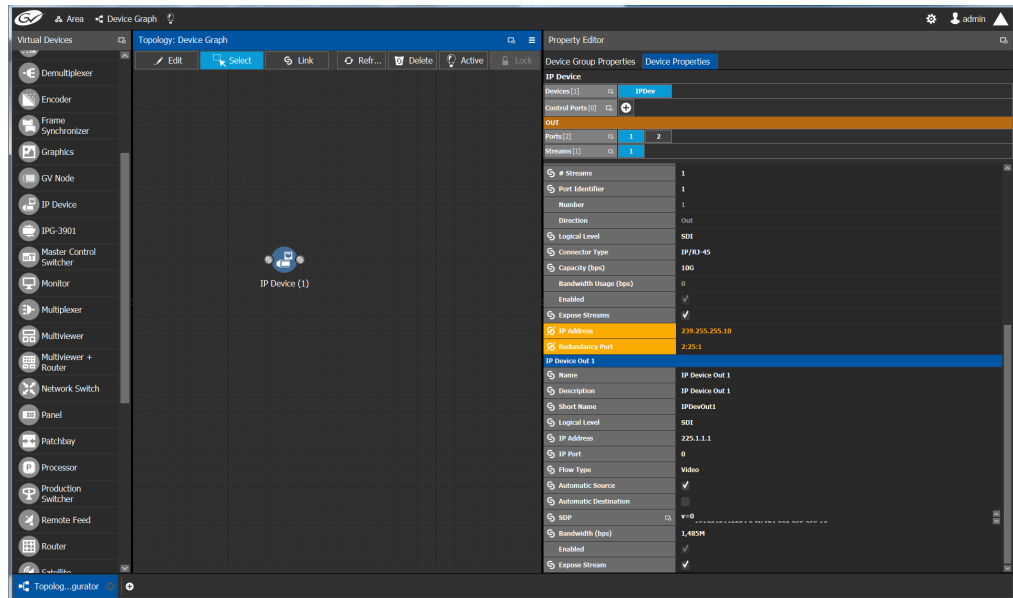 GV Area Device Graph admin
Virtual Devices
Demultiplexer
Encoder
Frame
Synchronizer
Graphics
GV Node
IP Device
IPG-3901
Master Control
Switcher
Monitor
Multiplexer
Multiviewer
Multiviewer +
Router
Network Switch
Panel
Patchbay
Processor
Production
Switcher
Remote Feed
Router
Satellite
Topology: Device Graph
Edit Select Link Refr... Delete Active Lock
IP Device (1)
Property Editor
Device Group Properties Device Properties
IP Device
Devices[1] IPDev
Control Ports [0]
OUT
Ports[2] 1 2
Streams[1] 1
# Streams 1
Port Identifier 1
Number 1
Direction Out
Logical Level SDI
Connector Type IP/RJ-45
Capacity (bps) 10G
Bandwidth Usage (bps) 0
Enabled
Expose Streams
IP Address 239.255.255.10
Redundancy Port 2:25:1
IP Device Out 1
Name IP Device Out 1
Description IP Device Out 1
Short Name IPDevOut1
Logical Level SDI
IP Address 225.1.1.1
IP Port 0
Flow Type Video
Automatic Source
Automatic Destination
SDP v=0
Bandwidth (bps) 1,485M
Enabled
Expose Stream
Topolog...gurator